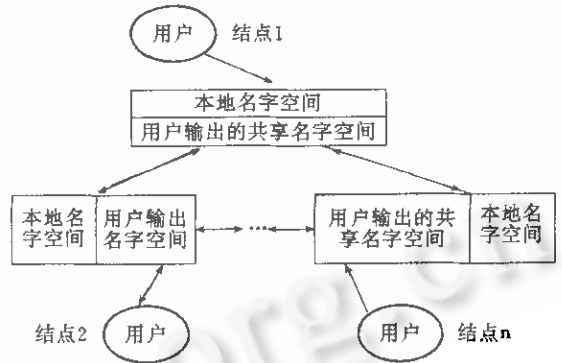 用户 结点1
本地名字空间
用户输出的共享名字空间
本地名
字空间
用户输出
名字空间
…
用户输出的共
享名字空间
本地名
字空间
结点2 用户
用户 结点n
org.cn